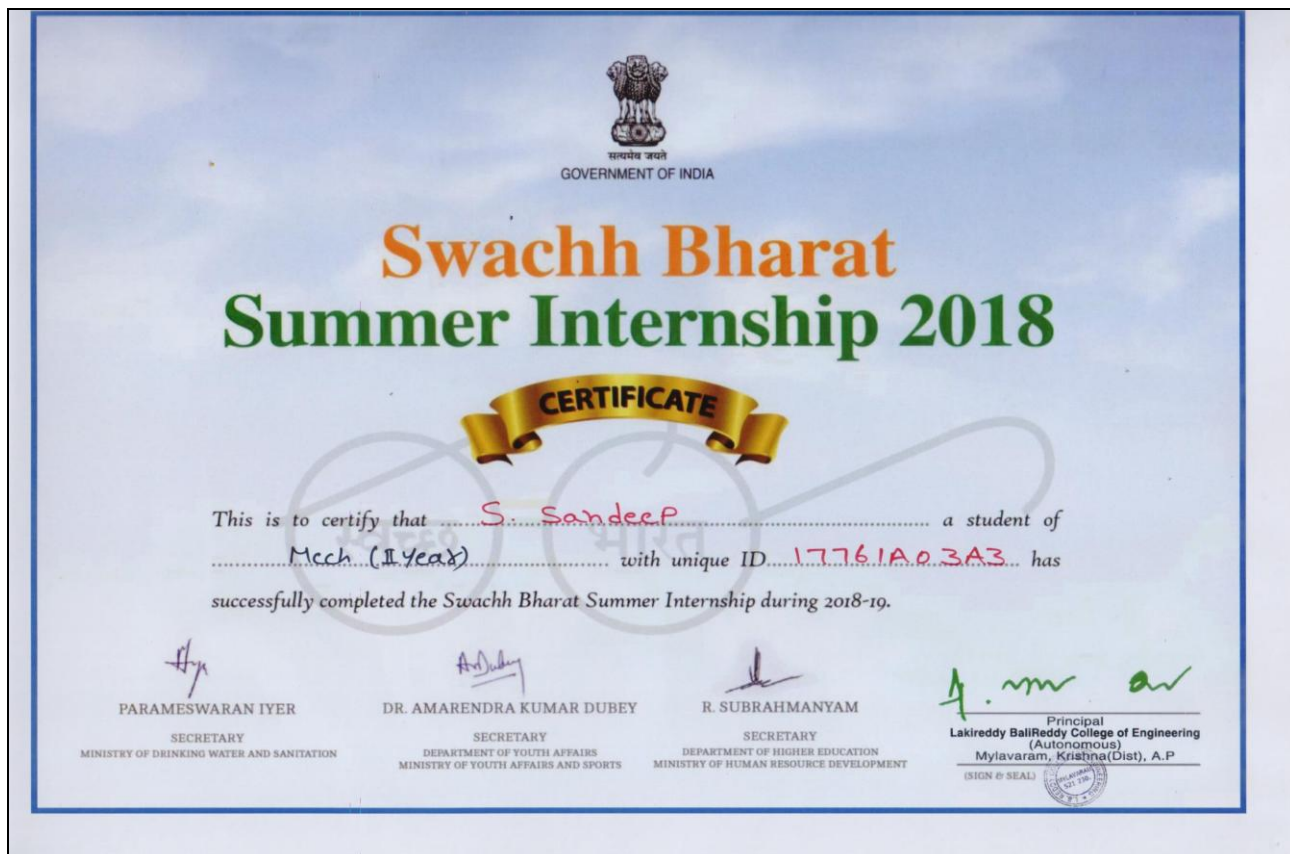 सत्यमेव जयते
GOVERNMENT OF INDIA
Swachh Bharat
Summer Internship 2018
CERTIFICATE
स्वच्छ भारत
This is to certify that ...... S. Sandeep ...... a student of
...... Mech (II Year) ...... with unique ID...... 17761A03A3 ...... has
successfully completed the Swachh Bharat Summer Internship during 2018-19.
PARAMESWARAN IYER
SECRETARY
MINISTRY OF DRINKING WATER AND SANITATION
DR. AMARENDRA KUMAR DUBEY
SECRETARY
DEPARTMENT OF YOUTH AFFAIRS
MINISTRY OF YOUTH AFFAIRS AND SPORTS
R. SUBRAHMANYAM
SECRETARY
DEPARTMENT OF HIGHER EDUCATION
MINISTRY OF HUMAN RESOURCE DEVELOPMENT
Principal
Lakireddy BaliReddy College of Engineering
(Autonomous)
Mylavaram, Krishna(Dist), A.P
(SIGN & SEAL)